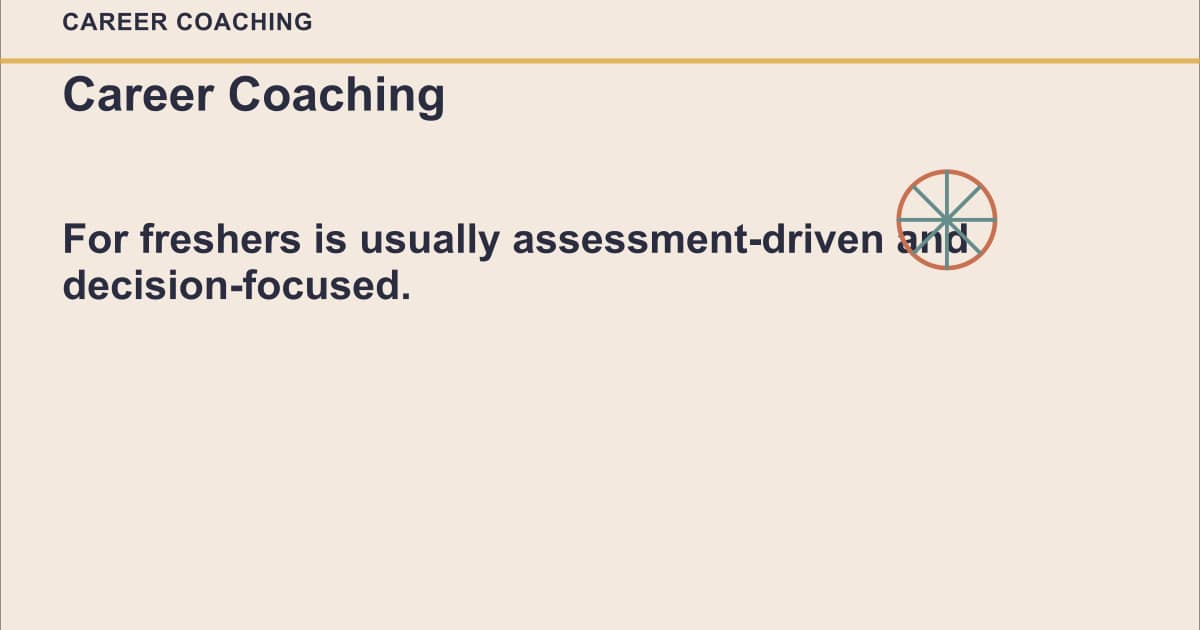 CAREER COACHING
Career Coaching
For freshers is usually assessment-driven and
decision-focused.